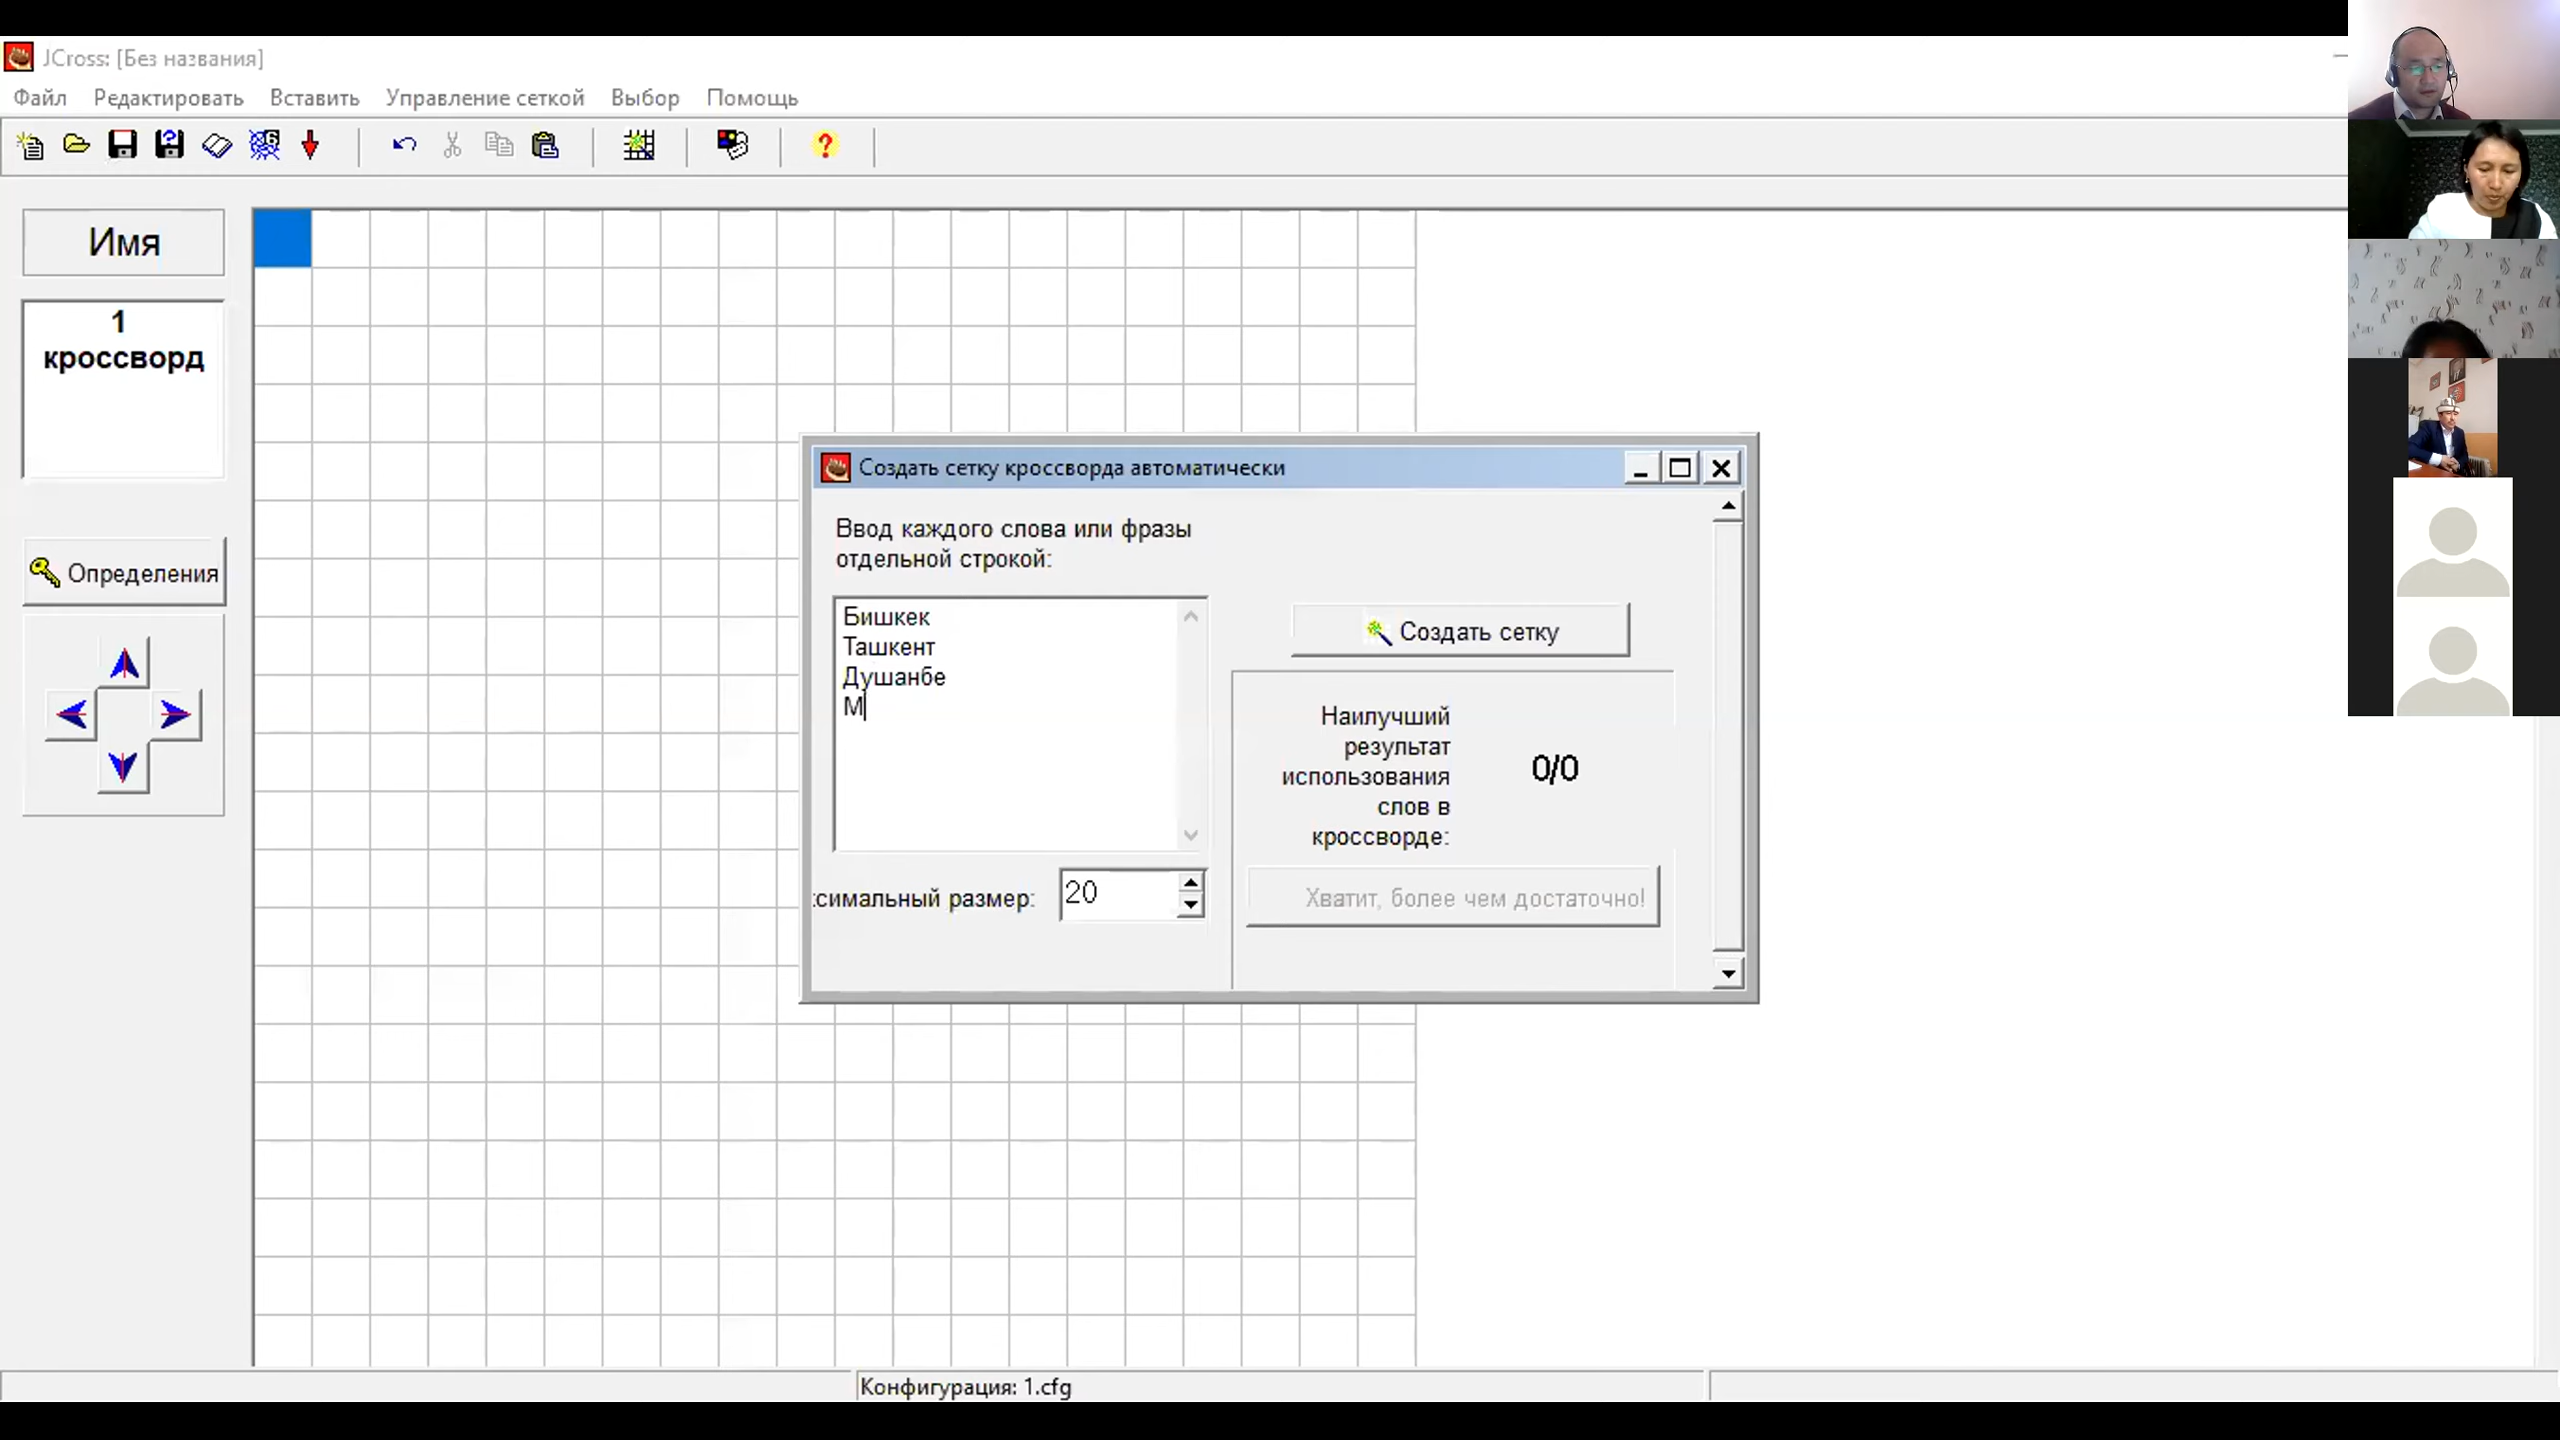 JCross: [Без названия]
Файл Редактировать Вставить Управление сеткой Выбор Помощь
Имя
1
кроссворд
Определения
Создать сетку кроссворда автоматически
Ввод каждого слова или фразы
отдельной строкой:
Бишкек
Ташкент
Душанбе
М
Создать сетку
Наилучший
результат
использования
слов в
кроссворде:
0/0
ксимальный размер:
20
Хватит, более чем достаточно!
Конфигурация: 1.cfg